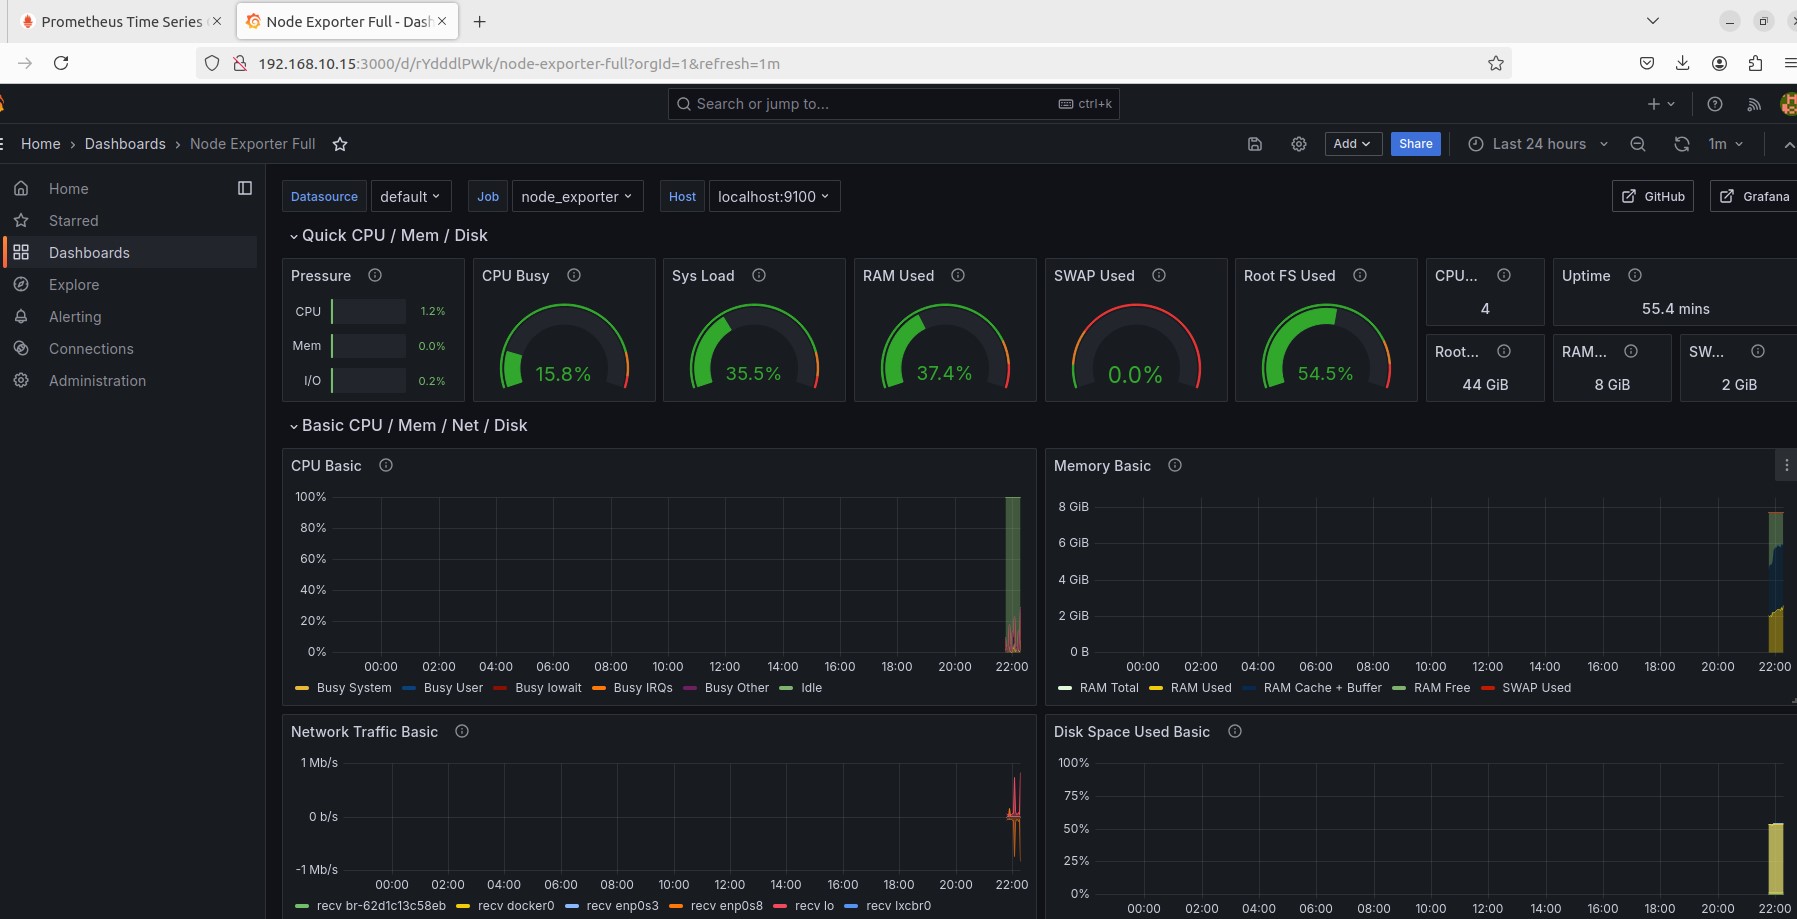 Prometheus Time Series
Node Exporter Full - Dash
192.168.10.15:3000/d/rYdddlPWk/node-exporter-full?orgId=1&refresh=1m
Search or jump to...
ctrl+k
Home › Dashboards › Node Exporter Full
Add
Share
Last 24 hours
1m
Home
Starred
Dashboards
Explore
Alerting
Connections
Administration
Datasource default Job node_exporter Host localhost:9100
GitHub
Grafana
Quick CPU / Mem / Disk
Pressure
CPU 1.2%
Mem 0.0%
I/O 0.2%
CPU Busy
15.8%
Sys Load
35.5%
RAM Used
37.4%
SWAP Used
0.0%
Root FS Used
54.5%
CPU...
4
Uptime
55.4 mins
Root...
44 GiB
RAM...
8 GiB
SW...
2 GiB
Basic CPU / Mem / Net / Disk
CPU Basic
100%
80%
60%
40%
20%
0%
00:00 02:00 04:00 06:00 08:00 10:00 12:00 14:00 16:00 18:00 20:00 22:00
Busy System Busy User Busy Iowait Busy IRQs Busy Other Idle
Memory Basic
8 GiB
6 GiB
4 GiB
2 GiB
0 B
00:00 02:00 04:00 06:00 08:00 10:00 12:00 14:00 16:00 18:00 20:00 22:00
RAM Total RAM Used RAM Cache + Buffer RAM Free SWAP Used
Network Traffic Basic
1 Mb/s
0 b/s
-1 Mb/s
00:00 02:00 04:00 06:00 08:00 10:00 12:00 14:00 16:00 18:00 20:00 22:00
recv br-62d1c13c58eb recv docker0 recv enp0s3 recv enp0s8 recv lo recv lxcbr0
Disk Space Used Basic
100%
75%
50%
25%
0%
00:00 02:00 04:00 06:00 08:00 10:00 12:00 14:00 16:00 18:00 20:00 22:00